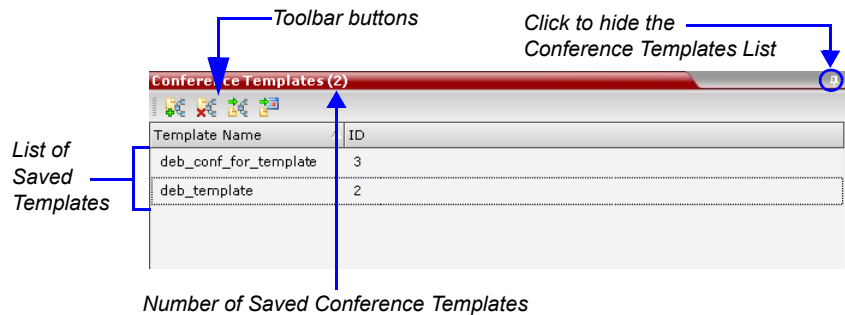 Toolbar buttons
Click to hide the
Conference Templates List
Conference Templates (2)
Template Name
ID
List of
Saved
Templates
deb_conf_for_template 3
deb_template 2
Number of Saved Conference Templates